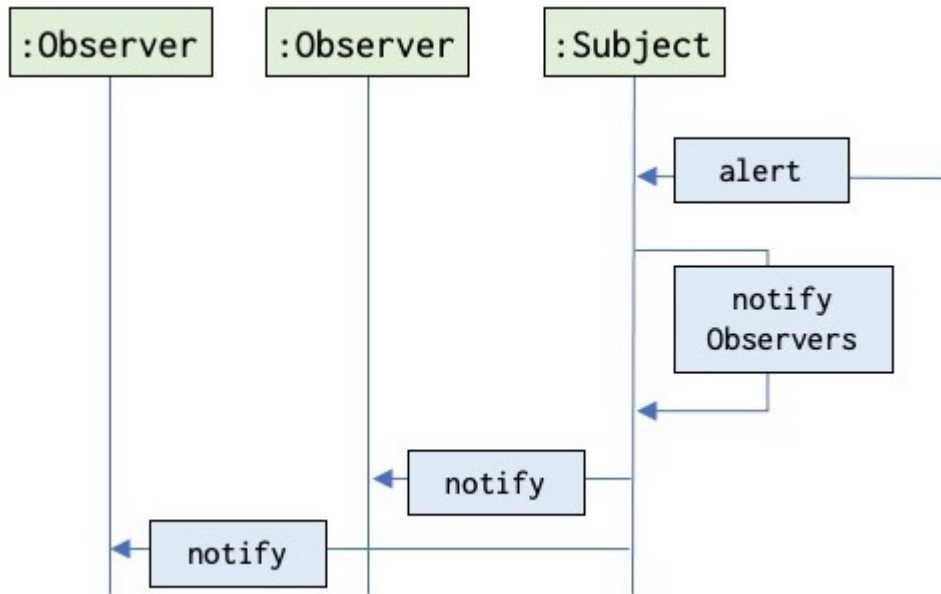 :Observer
:Observer
:Subject
alert
notify
Observers
notify
notify